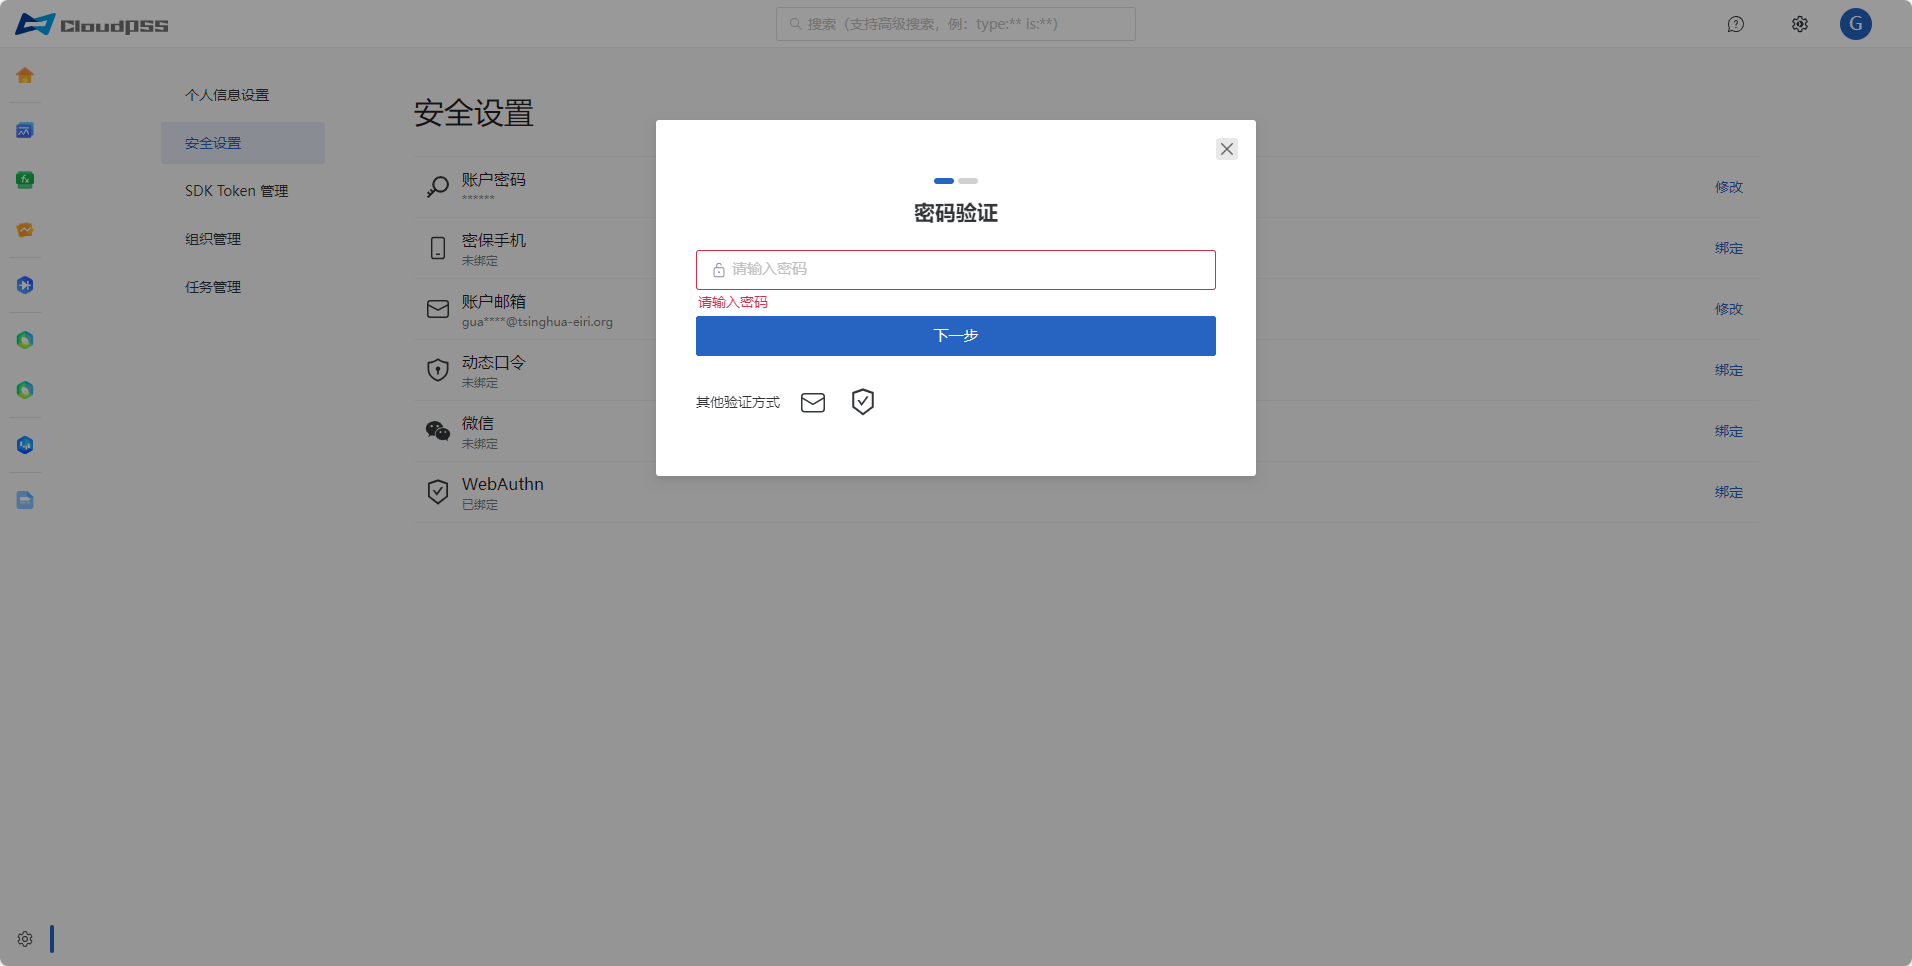 CloudPSS
搜索（支持高级搜索，例：type:** is:**）
G
个人信息设置
安全设置
SDK Token 管理
组织管理
任务管理
安全设置
账户密码
******
修改
密保手机
未绑定
绑定
账户邮箱
gua****@tsinghua-eiri.org
修改
动态口令
未绑定
绑定
微信
未绑定
绑定
WebAuthn
已绑定
绑定
密码验证
请输入密码
请输入密码
下一步
其他验证方式